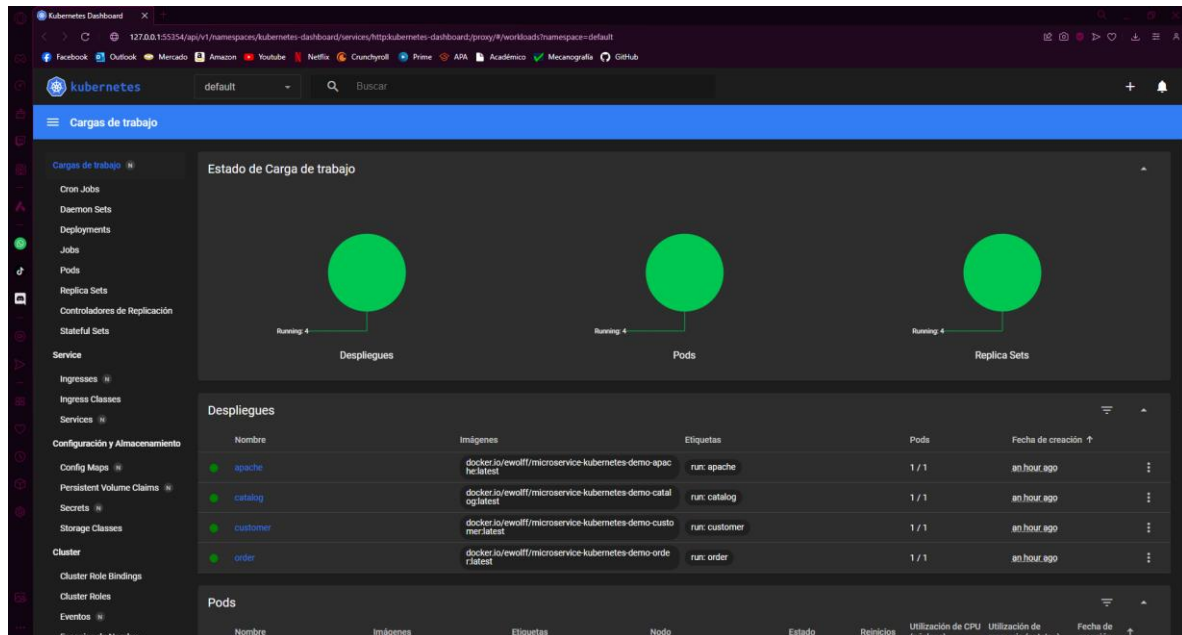 Kubernetes Dashboard
127.0.0.1:55354/api/v1/namespaces/kubernetes-dashboard/services/http:kubernetes-dashboard:/proxy/#/workloads?namespace=default
Facebook Outlook Mercado Amazon Youtube Netflix Crunchyroll Prime APA Académico Mecanografía GitHub
kubernetes default Buscar
Cargas de trabajo
Cargas de trabajo N
Cron Jobs
Daemon Sets
Deployments
Jobs
Pods
Replica Sets
Controladores de Replicación
Stateful Sets
Service
Ingresses N
Ingress Classes
Services N
Configuración y Almacenamiento
Config Maps N
Persistent Volume Claims N
Secrets N
Storage Classes
Cluster
Cluster Role Bindings
Cluster Roles
Eventos N
Estado de Carga de trabajo
Running: 4
Despliegues
Running: 4
Pods
Running: 4
Replica Sets
Despliegues
Nombre Imágenes Etiquetas Pods Fecha de creación ↑
apache docker.io/ewolff/microservice-kubernetes-demo-apac run: apache 1 / 1 an hour ago
he:latest
catalog docker.io/ewolff/microservice-kubernetes-demo-catal run: catalog 1 / 1 an hour ago
og:latest
customer docker.io/ewolff/microservice-kubernetes-demo-custo run: customer 1 / 1 an hour ago
mer:latest
order docker.io/ewolff/microservice-kubernetes-demo-orde run: order 1 / 1 an hour ago
r:latest
Pods
Nombre Imágenes Etiquetas Nodo Estado Reinicios Utilización de CPU Utilización de Fecha de ↑